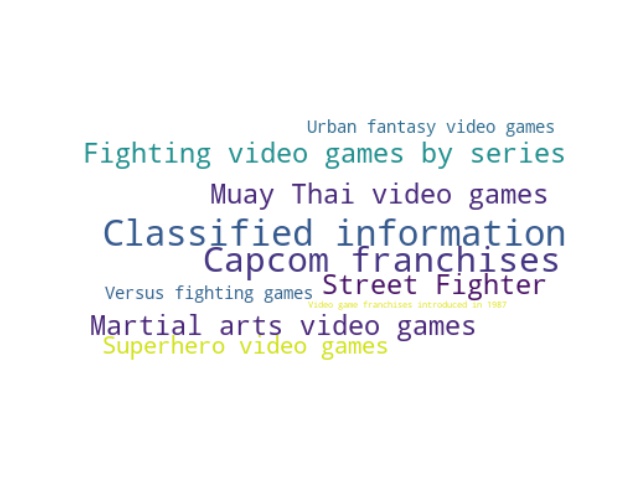 Urban fantasy video games
Fighting video games by series
Muay Thai video games
Classified information
Capcom franchises
Street Fighter
Versus fighting games
Video game franchises introduced in 1987
Martial arts video games
Superhero video games